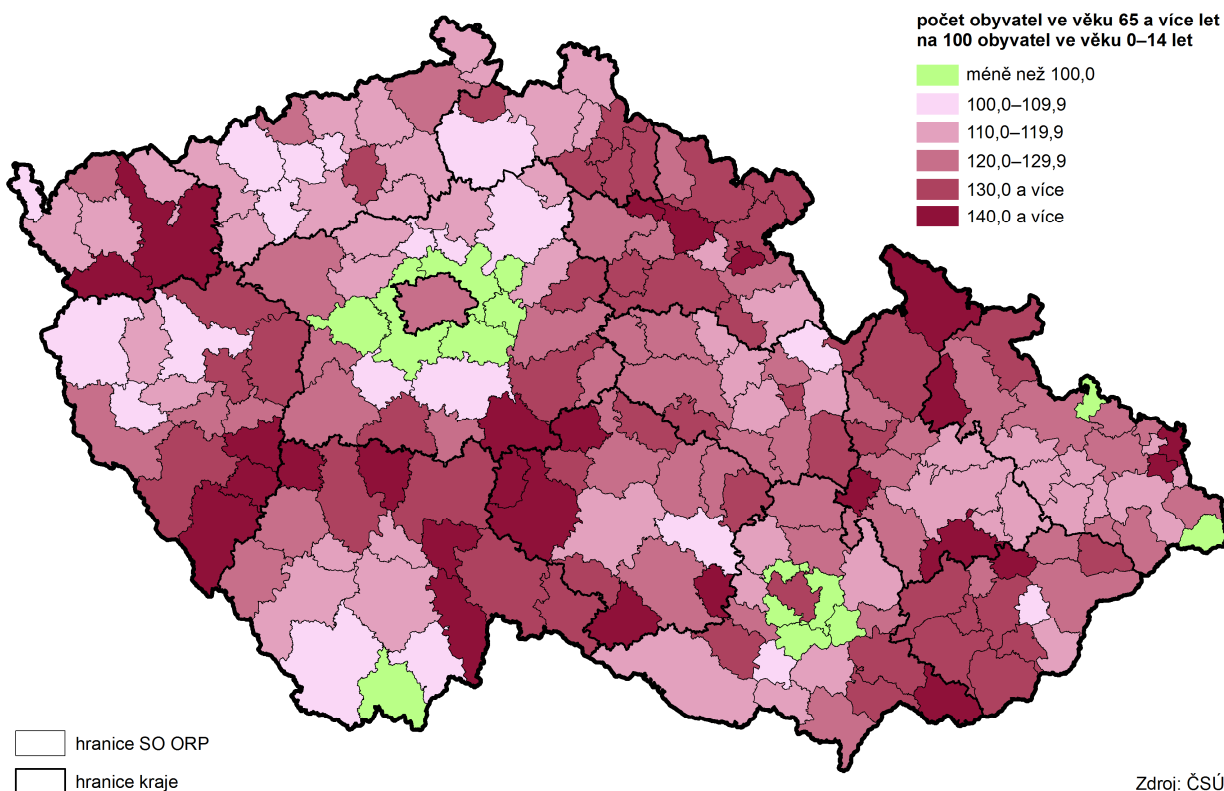 počet obyvatel ve věku 65 a více let
na 100 obyvatel ve věku 0–14 let
méně než 100,0
100,0–109,9
110,0–119,9
120,0–129,9
130,0 a více
140,0 a více
hranice SO ORP
hranice kraje
Zdroj: ČSÚ